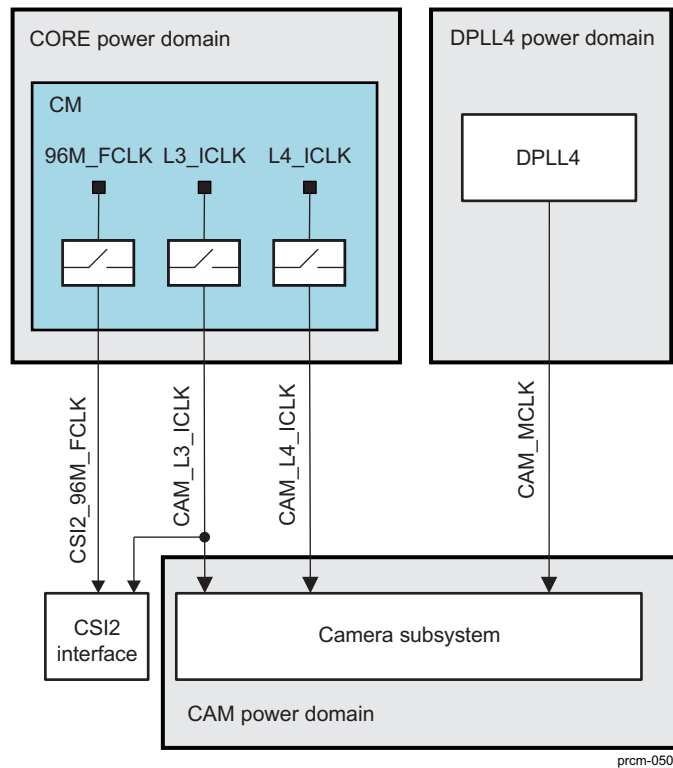 CORE power domain
DPLL4 power domain
CM
96M_FCLK
L3_ICLK
L4_ICLK
DPLL4
CSI2_96M_FCLK
CAM_L3_ICLK
CAM_L4_ICLK
CAM_MCLK
CSI2
interface
Camera subsystem
CAM power domain
prcm-050